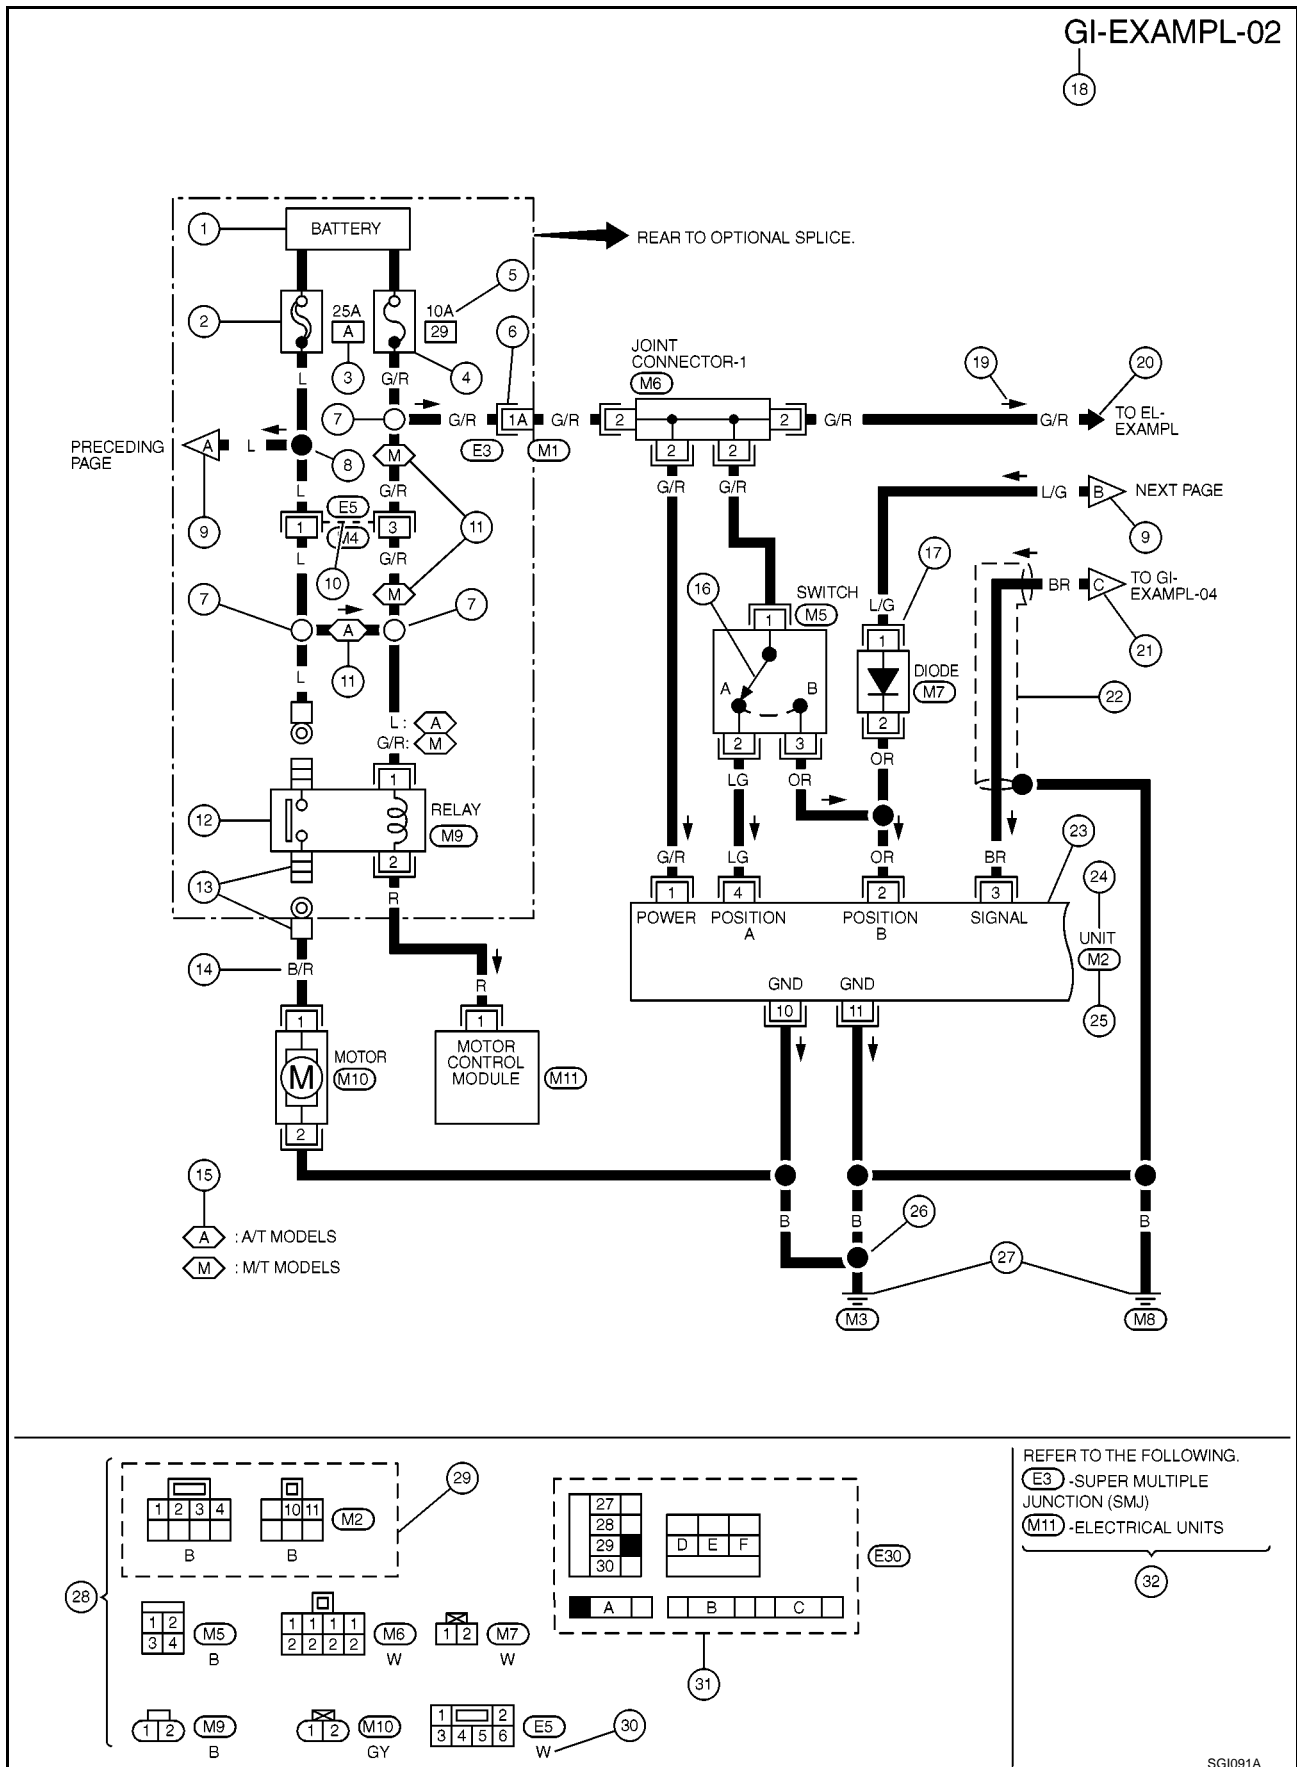 GI-EXAMPL-02
18
1
BATTERY
REAR TO OPTIONAL SPLICE.
5
2
25A
A
10A
29
6
3
4
JOINT
CONNECTOR-1
M6
19
20
L
G/R
7
G/R
1A
G/R
2
2
G/R
G/R
TO EL-
EXAMPL
E3
M1
PRECEDING
PAGE
A
L
8
M
2
2
G/R
G/R
L
G/R
L/G
B
NEXT PAGE
9
1
E5
M4
3
11
9
L
10
G/R
17
M
16
SWITCH
M5
BR
C
TO GI-
EXAMPL-04
7
7
L/G
A
1
1
21
L
11
A
B
DIODE
M7
22
L :
A
G/R:
M
2
3
2
LG
OR
OR
1
12
RELAY
M9
23
2
G/R
LG
OR
BR
24
13
R
1
4
2
3
POWER
POSITION
A
POSITION
B
SIGNAL
UNIT
M2
14
B/R
R
GND
GND
10
11
25
1
1
MOTOR
M10
M
MOTOR
CONTROL
MODULE
M11
2
15
A
: A/T MODELS
M
: M/T MODELS
B
B
B
26
27
M3
M8
28
1 2 3 4
10 11
M2
B
B
29
27
28
29
30
D E F
E30
A
B
C
31
1 2
3 4
M5
B
1 1 1 1
2 2 2 2
M6
W
1 2
M7
W
1 2
M9
B
1 2
M10
GY
1 2
3 4 5 6
E5
W
30
REFER TO THE FOLLOWING.
E3 -SUPER MULTIPLE
JUNCTION (SMJ)
M11 -ELECTRICAL UNITS
32
SGI091A